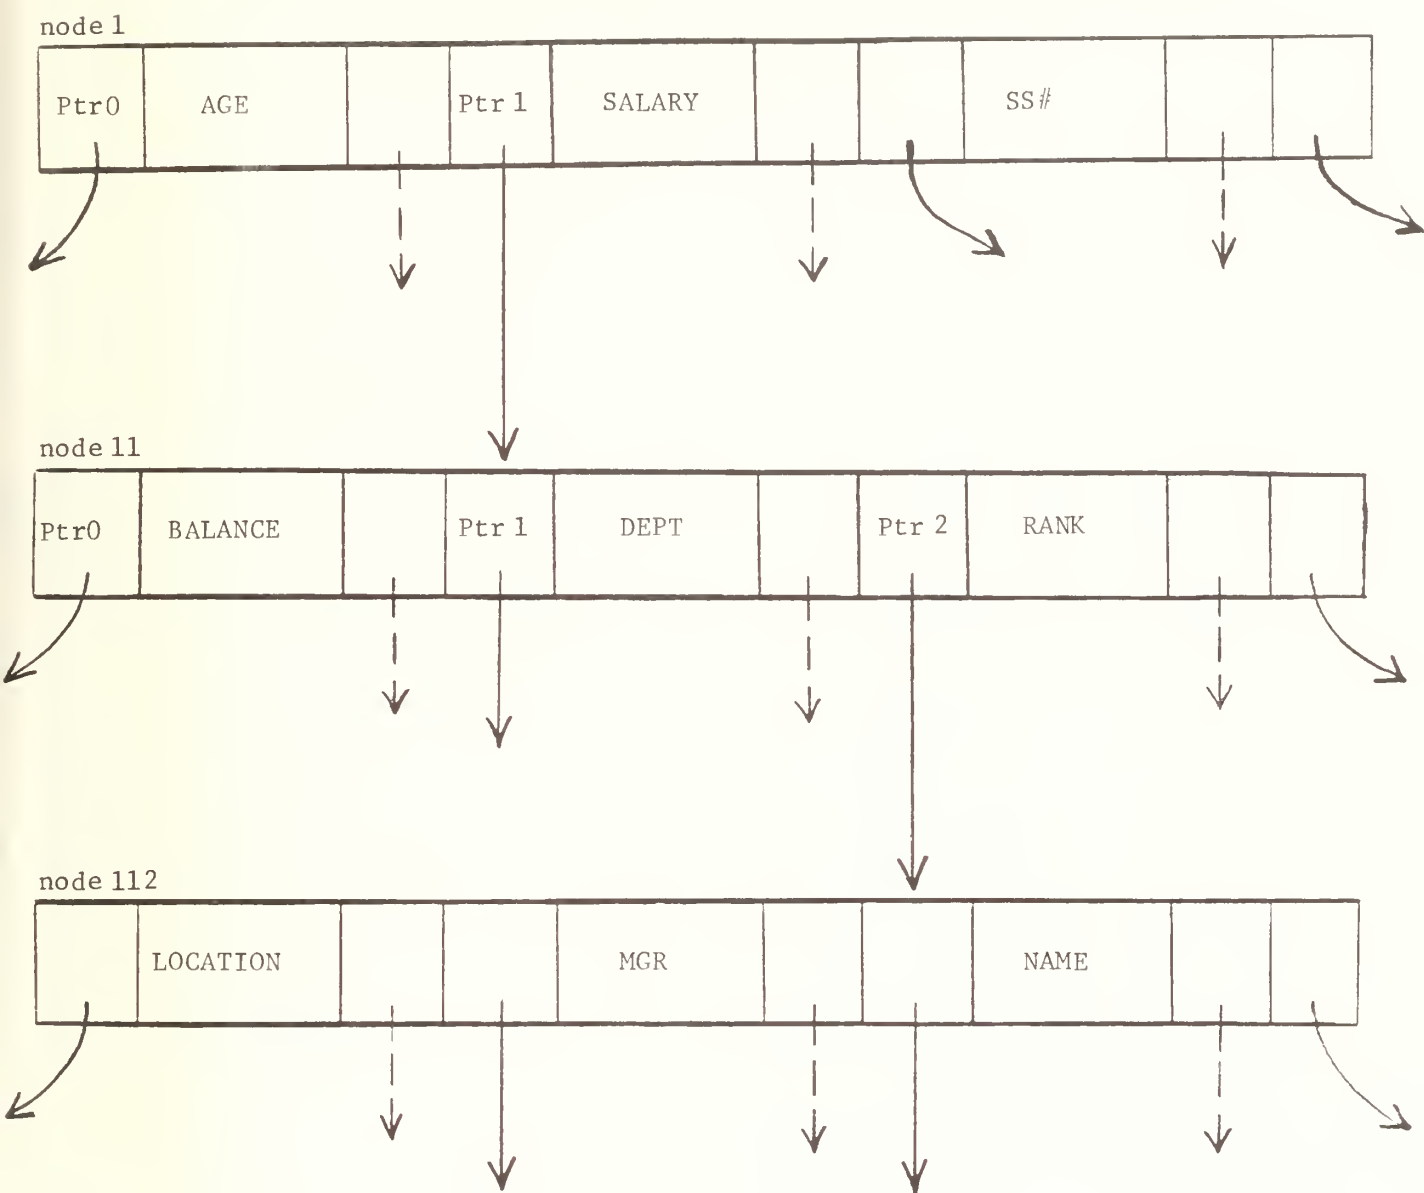 node 1
Ptr0 AGE Ptr 1 SALARY SS#
node 11
Ptr0 BALANCE Ptr 1 DEPT Ptr 2 RANK
node 112
LOCATION MGR NAME